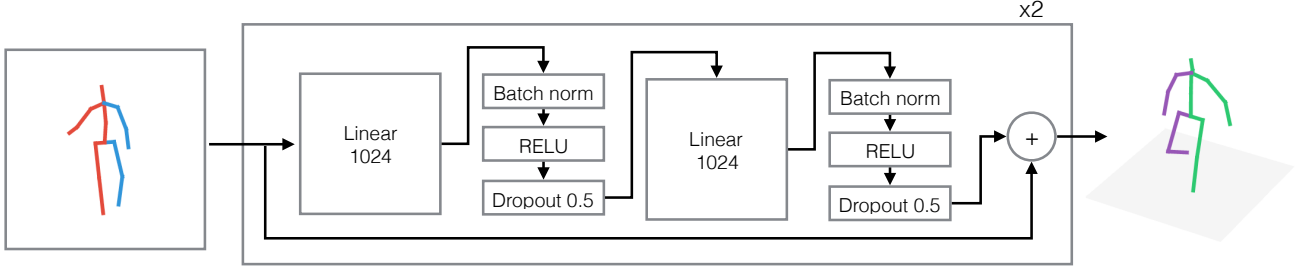 x2
Linear
1024
Batch norm
RELU
Dropout 0.5
Linear
1024
Batch norm
RELU
Dropout 0.5
+